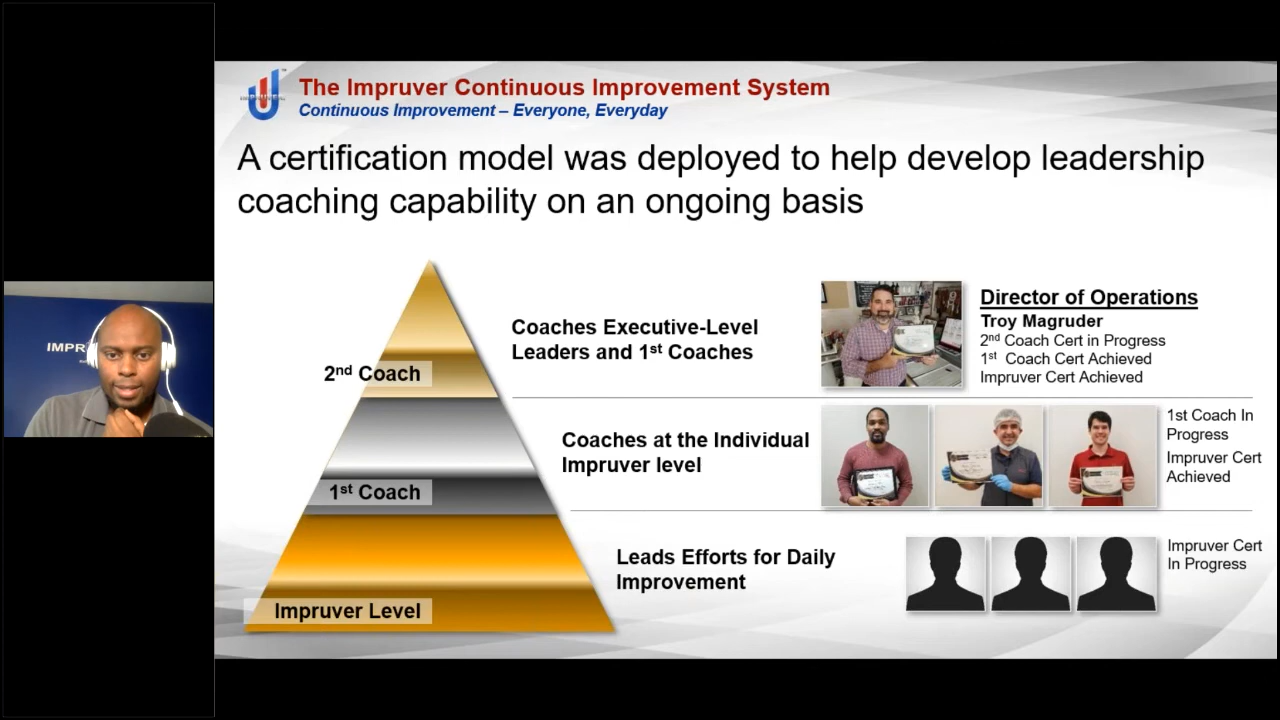 The Impruver Continuous Improvement System
Continuous Improvement – Everyone, Everyday
A certification model was deployed to help develop leadership
coaching capability on an ongoing basis
IMPR
2nd Coach
1st Coach
Impruver Level
Coaches Executive-Level
Leaders and 1st Coaches
Director of Operations
Troy Magruder
2nd Coach Cert in Progress
1st Coach Cert Achieved
Impruver Cert Achieved
Coaches at the Individual
Impruver level
1st Coach In
Progress
Impruver Cert
Achieved
Leads Efforts for Daily
Improvement
Impruver Cert
In Progress